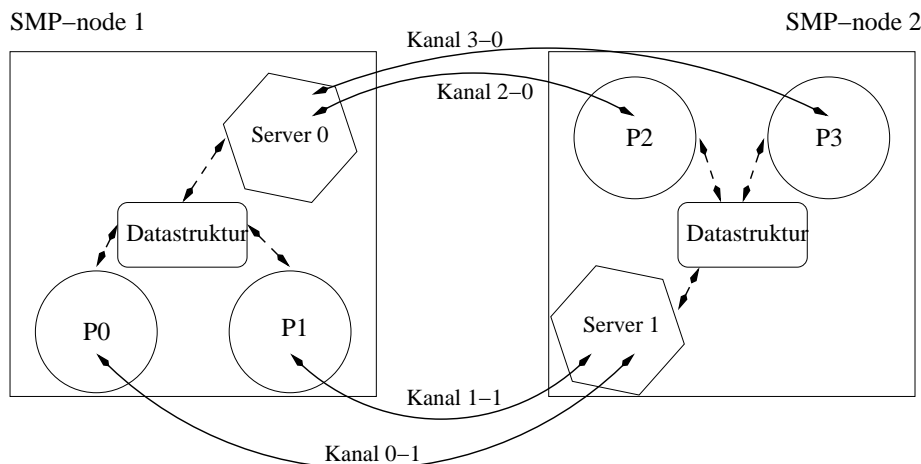 SMP–node 1
SMP–node 2
Kanal 3–0
Kanal 2–0
Server 0
P2
P3
Datastruktur
Datastruktur
P0
P1
Server 1
Kanal 1–1
Kanal 0–1